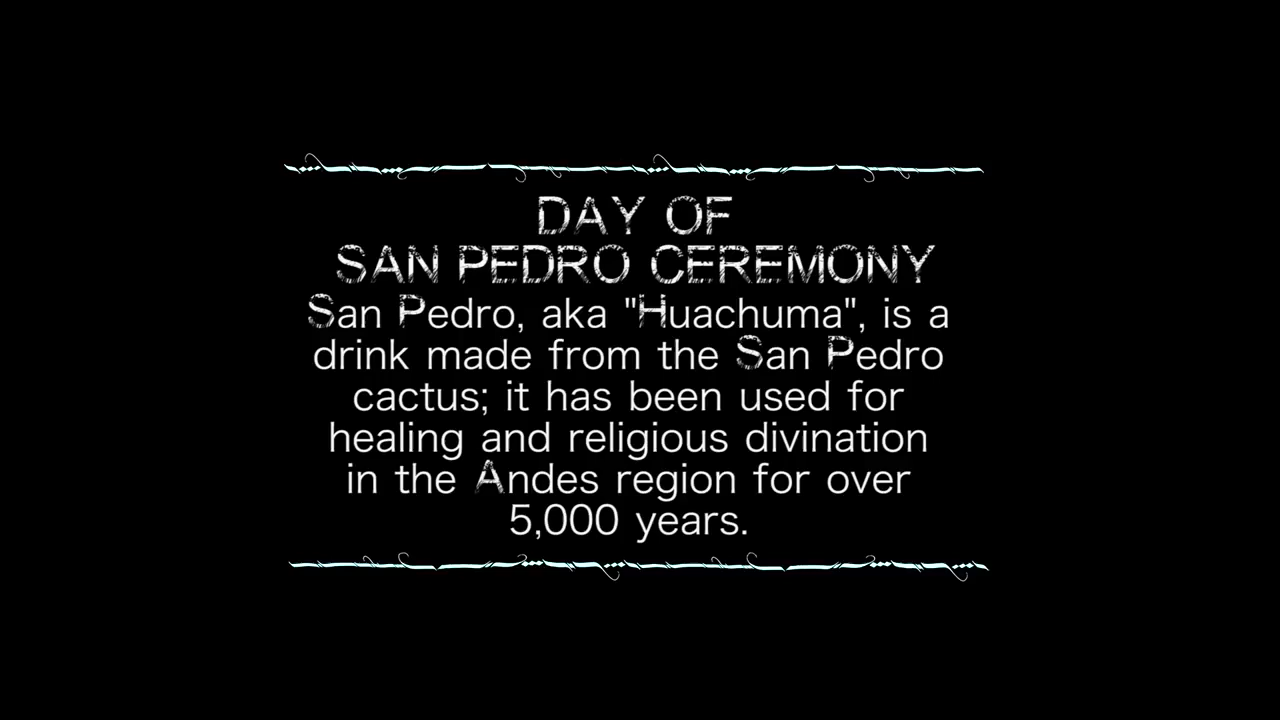 DAY OF
SAN PEDRO CEREMONY
San Pedro, aka "Huachuma", is a
drink made from the San Pedro
cactus; it has been used for
healing and religious divination
in the Andes region for over
5,000 years.